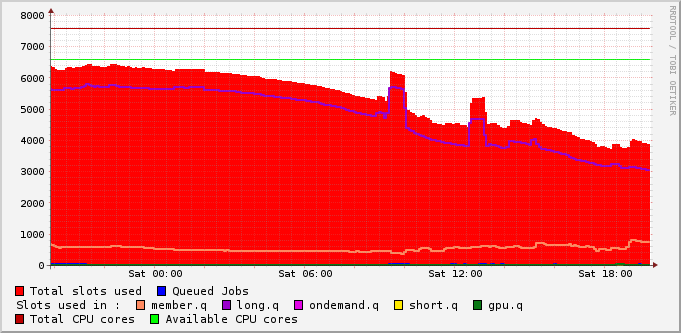 RRDTOOL / TOBI OETIKER
8000
7000
6000
5000
4000
3000
2000
1000
0
Sat 00:00 Sat 06:00 Sat 12:00 Sat 18:00
Total slots used Queued Jobs
Slots used in : member.q long.q ondemand.q short.q gpu.q
Total CPU cores Available CPU cores